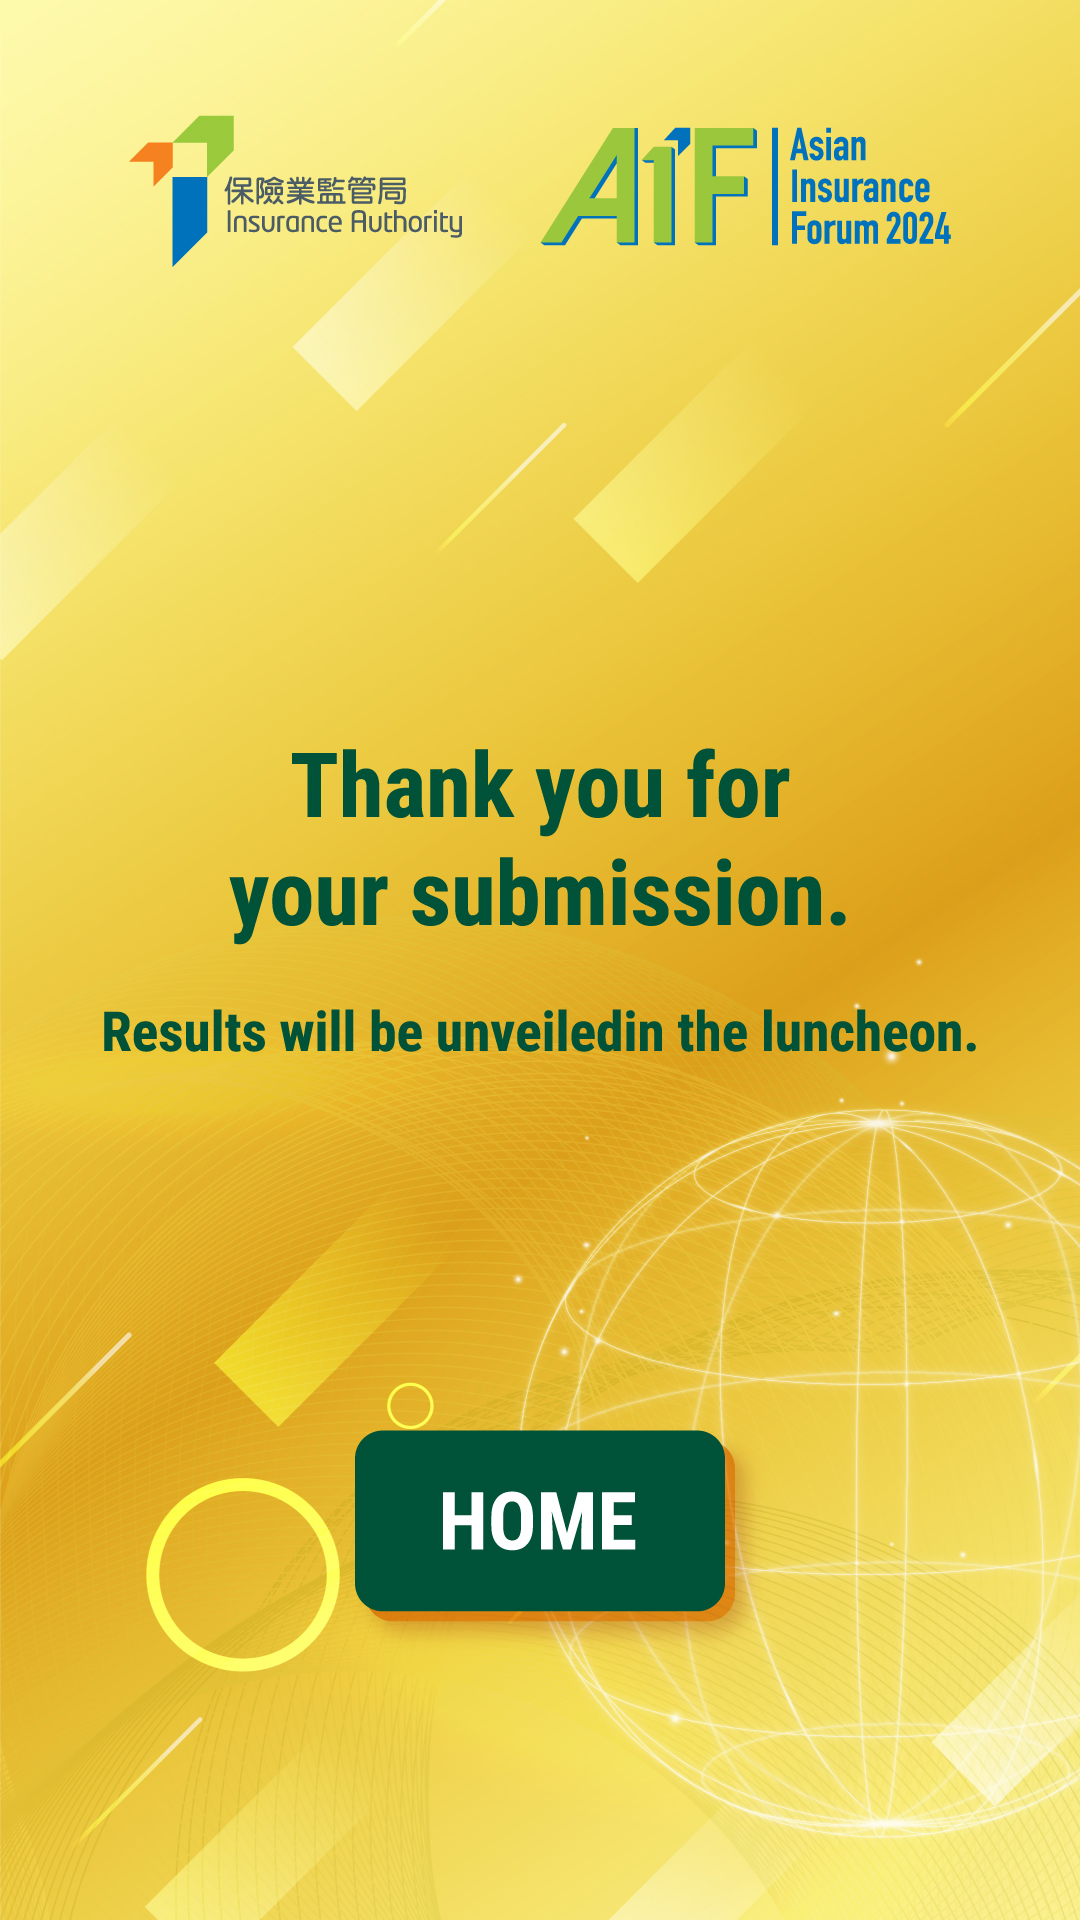 保險業監管局
Insurance Authority
AIF
Asian
Insurance
Forum 2024
Thank you for
your submission.
Results will be unveiledin the luncheon.
HOME